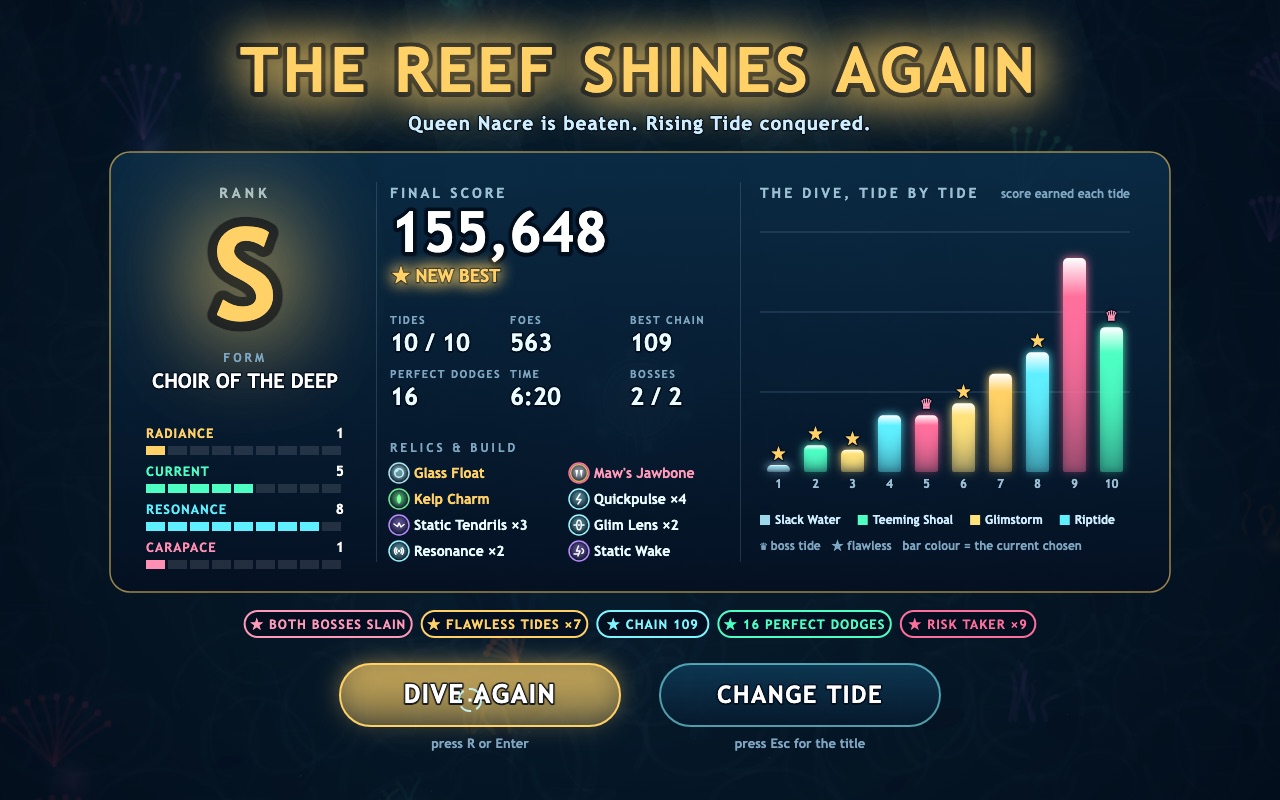 THE REEF SHINES AGAIN
Queen Nacre is beaten. Rising Tide conquered.
RANK
S
FORM
CHOIR OF THE DEEP
RADIANCE 1
CURRENT 5
RESONANCE 8
CARAPACE 1
FINAL SCORE
155,648
★ NEW BEST
TIDES FOES BEST CHAIN
10 / 10 563 109
PERFECT DODGES TIME BOSSES
16 6:20 2 / 2
RELICS & BUILD
Glass Float Maw's Jawbone
Kelp Charm Quickpulse ×4
Static Tendrils ×3 Glim Lens ×2
Resonance ×2 Static Wake
THE DIVE, TIDE BY TIDE score earned each tide
1 2 3 4 5 6 7 8 9 10
Slack Water Teeming Shoal Glimstorm Riptide
♛ boss tide ★ flawless bar colour = the current chosen
★ BOTH BOSSES SLAIN ★ FLAWLESS TIDES ×7 ★ CHAIN 109 ★ 16 PERFECT DODGES ★ RISK TAKER ×9
DIVE AGAIN CHANGE TIDE
press R or Enter press Esc for the title